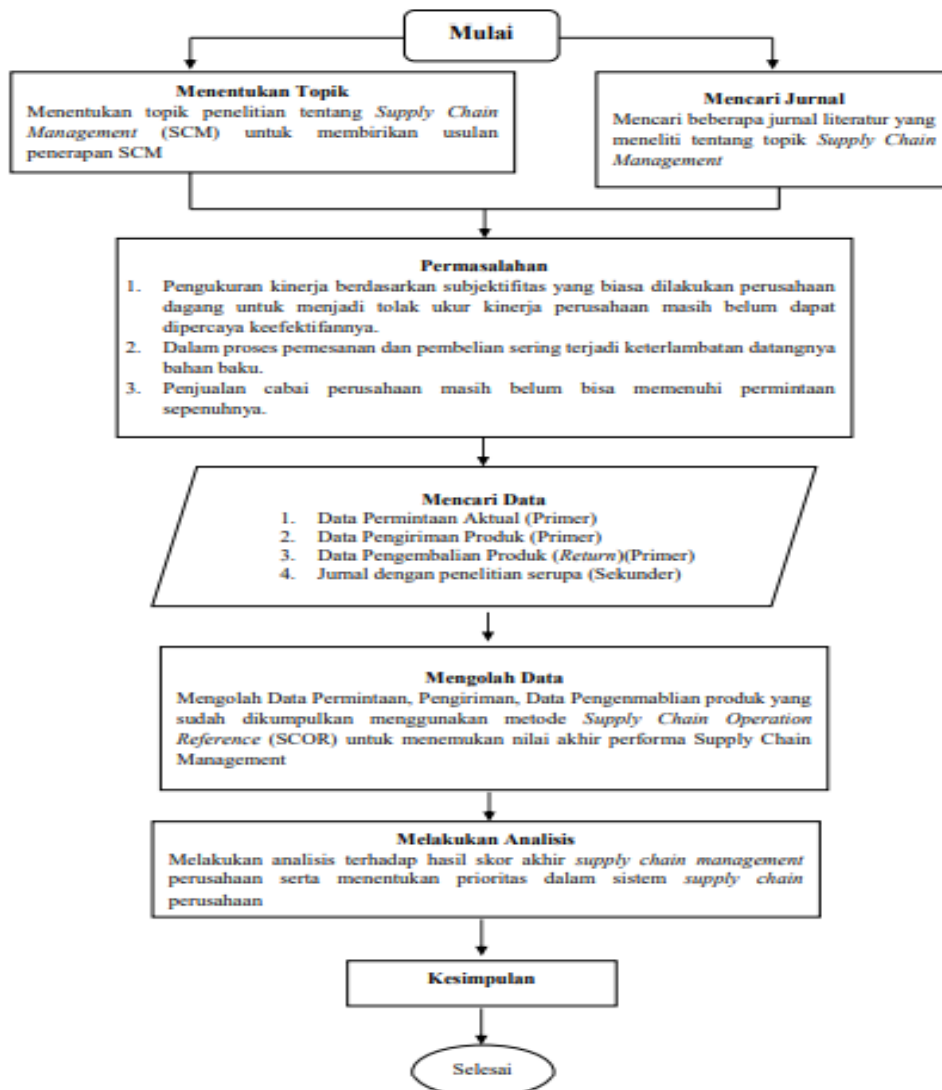 Mulai
Menentukan Topik
Menentukan topik penelitian tentang Supply Chain
Management (SCM) untuk membirikan usulan
penerapan SCM
Mencari Jurnal
Mencari beberapa jurnal literatur yang
meneliti tentang topik Supply Chain
Management
Permasalahan
1. Pengukuran kinerja berdasarkan subjektifitas yang biasa dilakukan perusahaan
dagang untuk menjadi tolak ukur kinerja perusahaan masih belum dapat
dipercaya keefektifannya.
2. Dalam proses pemesanan dan pembelian sering terjadi keterlambatan datangnya
bahan baku.
3. Penjualan cabai perusahaan masih belum bisa memenuhi permintaan
sepenuhnya.
Mencari Data
1. Data Permintaan Aktual (Primer)
2. Data Pengiriman Produk (Primer)
3. Data Pengembalian Produk (Return)(Primer)
4. Jurnal dengan penelitian serupa (Sekunder)
Mengolah Data
Mengolah Data Permintaan, Pengiriman, Data Pengenmablian produk yang
sudah dikumpulkan menggunakan metode Supply Chain Operation
Reference (SCOR) untuk menemukan nilai akhir performa Supply Chain
Management
Melakukan Analisis
Melakukan analisis terhadap hasil skor akhir supply chain management
perusahaan serta menentukan prioritas dalam sistem supply chain
perusahaan
Kesimpulan
Selesai